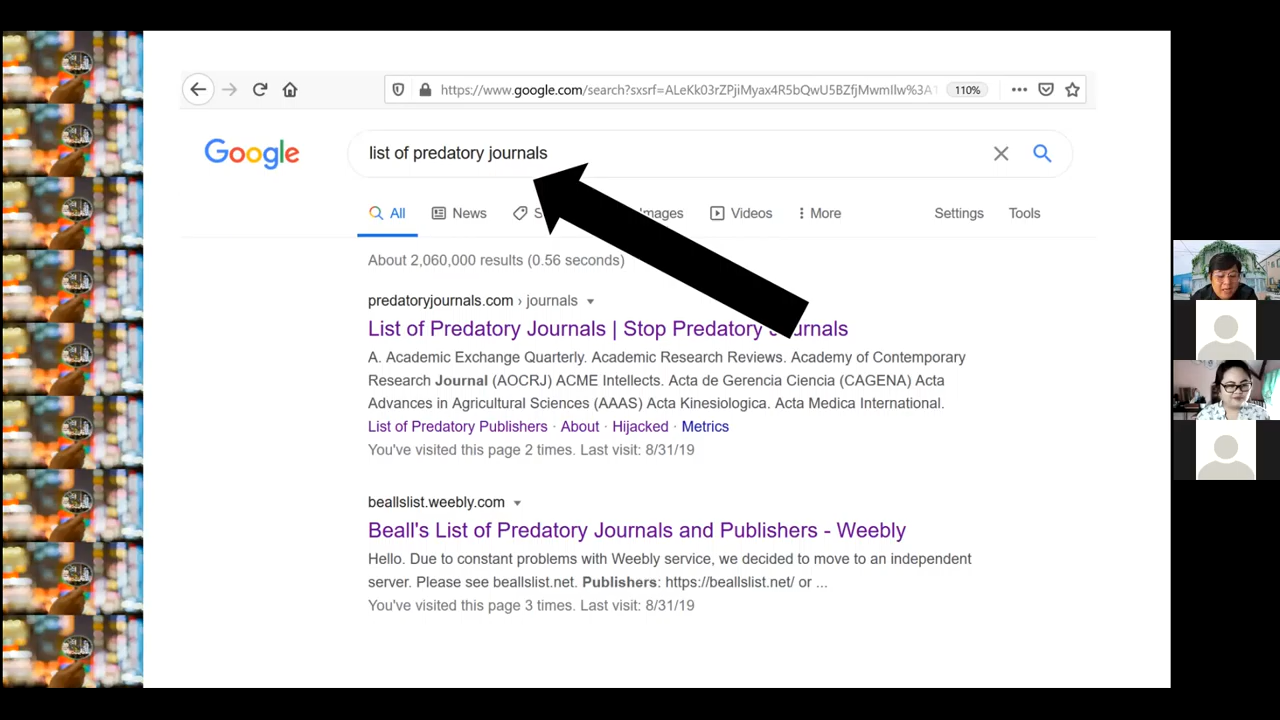 https://www.google.com/search?sxsrf=ALeKk03rZPjiMyax4R5bQwU5BZfjMwmIlw%3A1
110%
Google
list of predatory journals
All News Images Videos More Settings Tools
About 2,060,000 results (0.56 seconds)
predatoryjournals.com › journals
List of Predatory Journals | Stop Predatory Journals
A. Academic Exchange Quarterly. Academic Research Reviews. Academy of Contemporary
Research Journal (AOCRJ) ACME Intellects. Acta de Gerencia Ciencia (CAGENA) Acta
Advances in Agricultural Sciences (AAAS) Acta Kinesiologica. Acta Medica International.
List of Predatory Publishers · About · Hijacked · Metrics
You've visited this page 2 times. Last visit: 8/31/19
beallslist.weebly.com
Beall's List of Predatory Journals and Publishers - Weebly
Hello. Due to constant problems with Weebly service, we decided to move to an independent
server. Please see beallslist.net. Publishers: https://beallslist.net/ or ...
You've visited this page 3 times. Last visit: 8/31/19